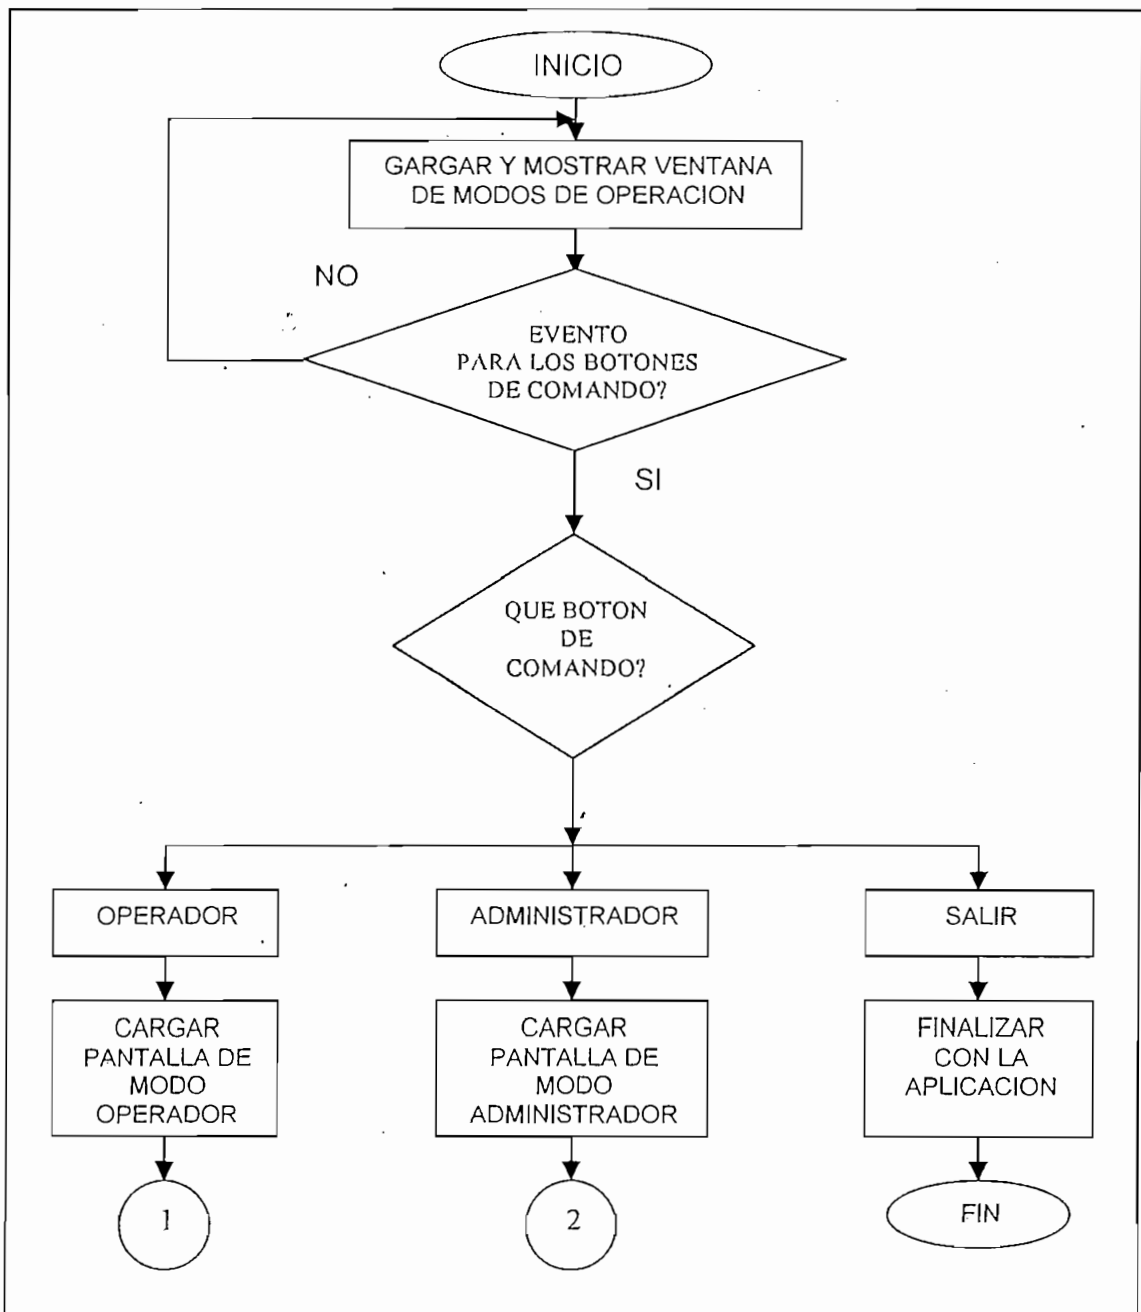 INICIO
GARGAR Y MOSTRAR VENTANA
DE MODOS DE OPERACION
NO
EVENTO
PARA LOS BOTONES
DE COMANDO?
SI
QUE BOTON
DE
COMANDO?
OPERADOR
ADMINISTRADOR
SALIR
CARGAR
PANTALLA DE
MODO
OPERADOR
CARGAR
PANTALLA DE
MODO
ADMINISTRADOR
FINALIZAR
CON LA
APLICACION
1
2
FIN